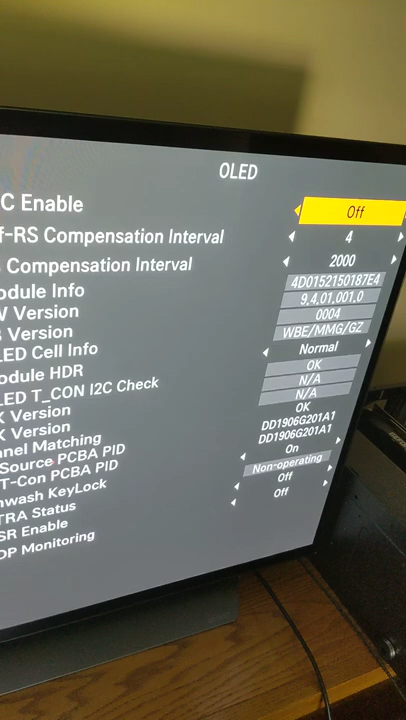 OLED
C Enable Off
f-RS Compensation Interval 4
Compensation Interval 2000
odule Info 4D0152150187E4
W Version 9.4.01.001.0
Version 0004
LED Cell Info WBE/MMG/GZ
odule HDR Normal
LED T_CON I2C Check OK
K Version N/A
K Version N/A
anel Matching OK
Source PCBA PID DD1906G201A1
T-Con PCBA PID DD1906G201A1
nwash KeyLock On
TRA Status Non-operating
SR Enable Off
DP Monitoring Off